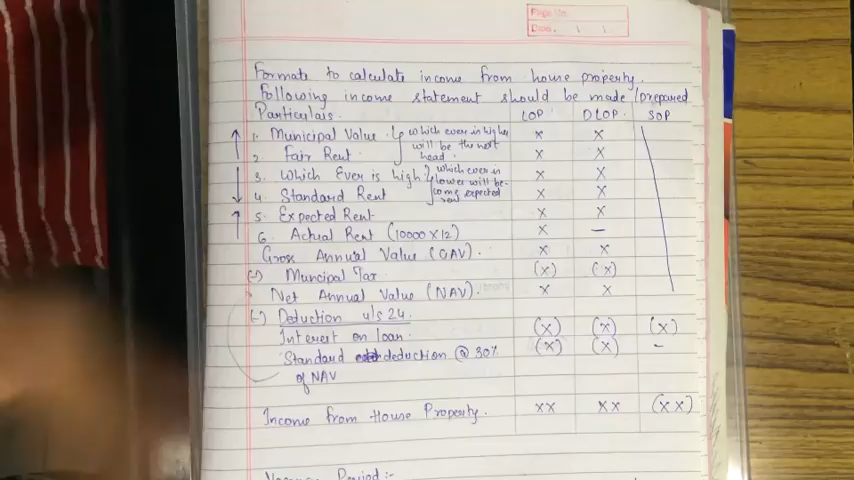 Page No.
Date.
Formate to calculate income from house property.
Following income statement should be made / prepared
Particulars. LOP. DLOP. SOP
1. Municipal Value. which ever in higher will be the next head. x x
2 Fair Rent. x x
3. Which Ever is high which ever in lower will become expected x x
4. Standard Rent x x
5. Expected Rent x x
6. Actual Rent (10000 x 12) x –
Gross Annual Value (GAV). x x
(-) Muncipal Tax (x) (x)
Net Annual Value (NAV). x x
(-) Deduction u/s 24.
Interest on loan. (x) (x) (x)
Standard deduction @ 30% (x) (x) –
of NAV
Income from House Property. xx xx (xx)
Period:-